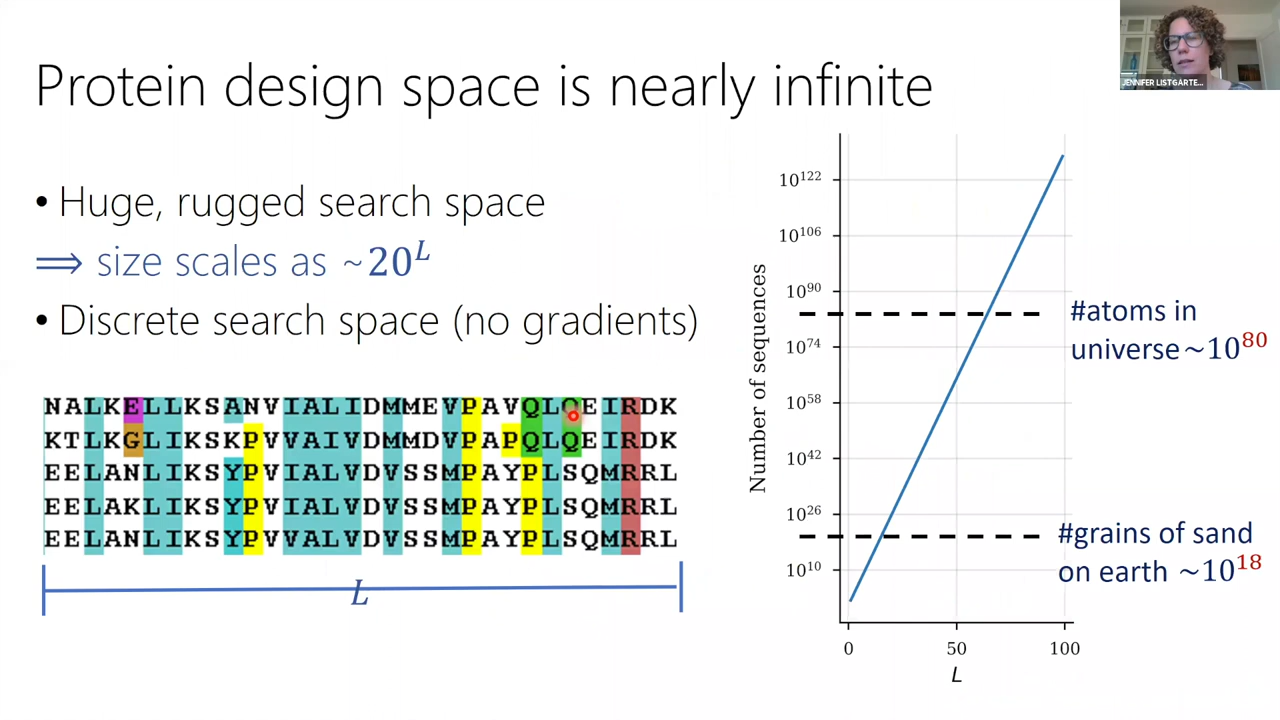 Protein design space is nearly infinite
JENNIFER LISTGARTE...
• Huge, rugged search space
⟹ size scales as ~20^L
• Discrete search space (no gradients)
NALKELLKSANVIALIDMMEVPAVQLQEIRDK
KTLKGLIKSKPVVAIVDMMDVPAPQLQEIRDK
EELANLIKSYPVIALVDVSSMPAYPLSQMRRL
EELAKLIKSYPVIALVDVSSMPAYPLSQMRRL
EELANLIKSYPVVALVDVSSMPAYPLSQMRRL
L
Number of sequences
10^122
10^106
10^90
10^74
10^58
10^42
10^26
10^10
0 50 100
L
#atoms in
universe ~10^80
#grains of sand
on earth ~10^18